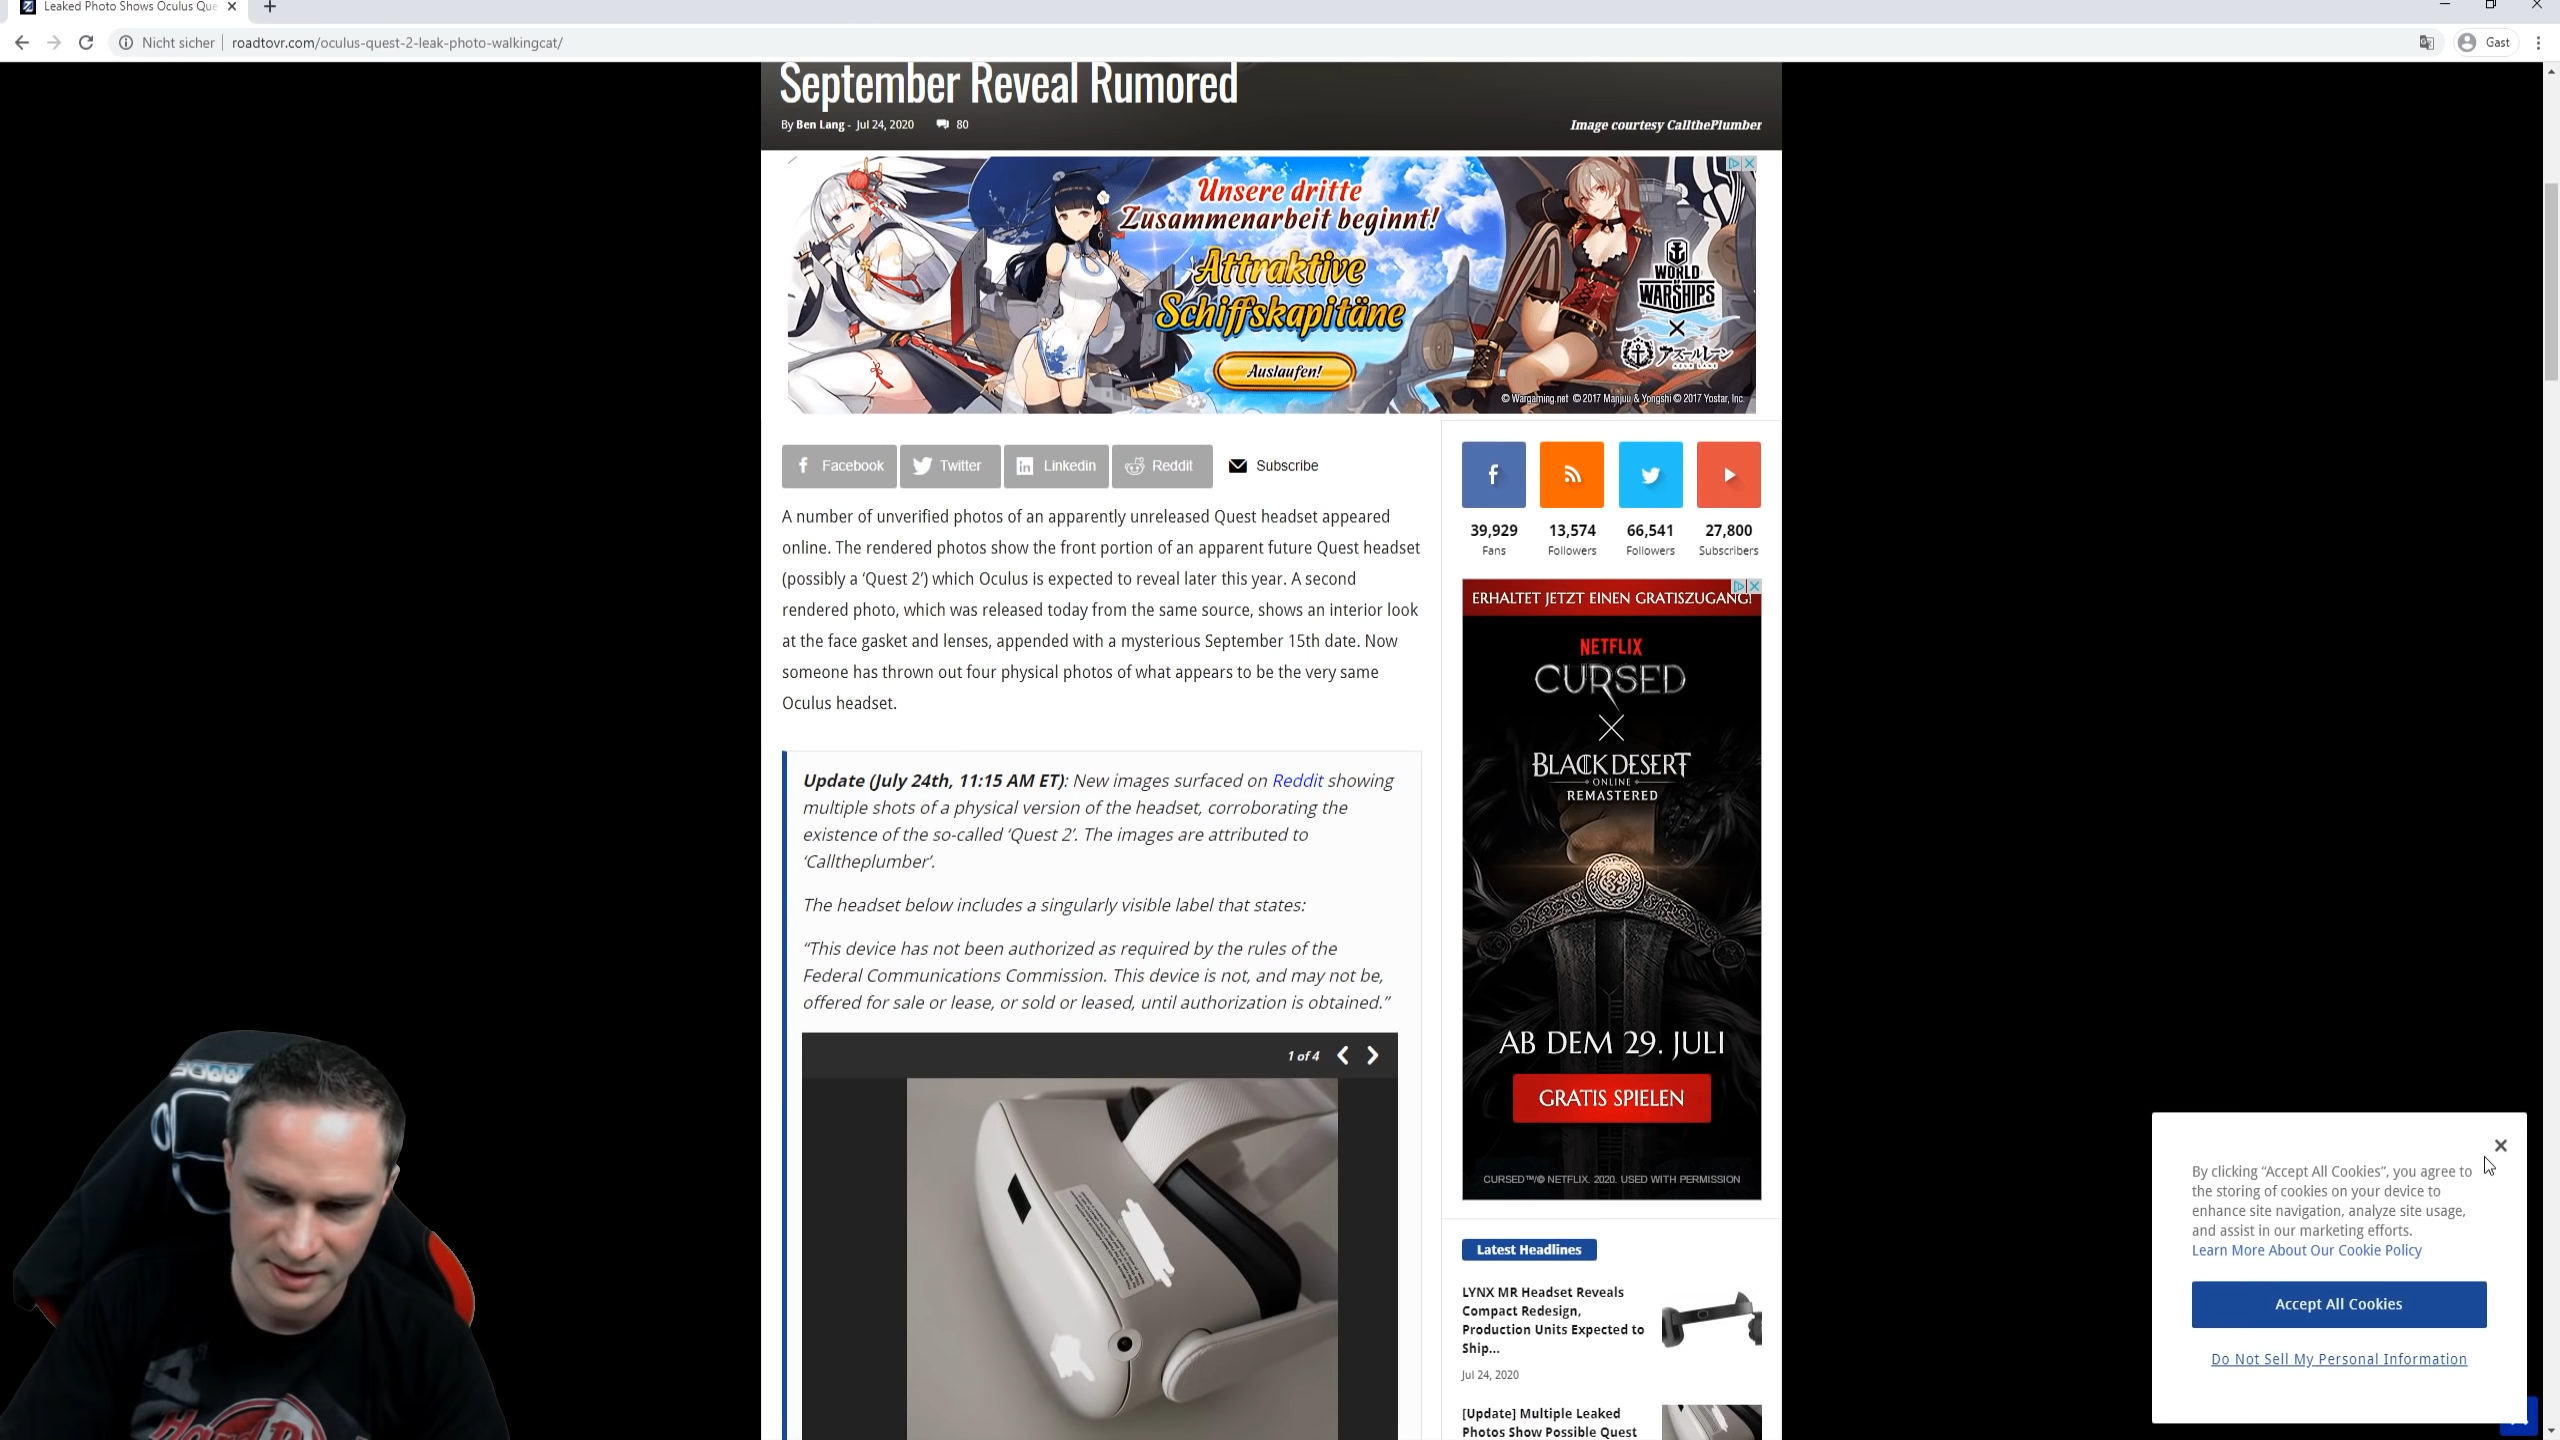 Leaked Photo Shows Oculus Que
Nicht sicher
roadtovr.com/oculus-quest-2-leak-photo-walkingcat/
Gast
September Reveal Rumored
By Ben Lang - Jul 24, 2020 80
Image courtesy CallthePlumber
Unsere dritte
Zusammenarbeit beginnt!
Attraktive
Schiffskapitäne
Auslaufen!
WORLD
OF
WARSHIPS
アズールレーン
© Wargaming.net © 2017 Manjuu & Yongshi © 2017 Yostar, Inc.
Facebook
Twitter
Linkedin
Reddit
Subscribe
A number of unverified photos of an apparently unreleased Quest headset appeared
online. The rendered photos show the front portion of an apparent future Quest headset
(possibly a ‘Quest 2’) which Oculus is expected to reveal later this year. A second
rendered photo, which was released today from the same source, shows an interior look
at the face gasket and lenses, appended with a mysterious September 15th date. Now
someone has thrown out four physical photos of what appears to be the very same
Oculus headset.
Update (July 24th, 11:15 AM ET): New images surfaced on Reddit showing
multiple shots of a physical version of the headset, corroborating the
existence of the so-called ‘Quest 2’. The images are attributed to
‘Calltheplumber’.
The headset below includes a singularly visible label that states:
“This device has not been authorized as required by the rules of the
Federal Communications Commission. This device is not, and may not be,
offered for sale or lease, or sold or leased, until authorization is obtained.”
1 of 4
39,929
Fans
13,574
Followers
66,541
Followers
27,800
Subscribers
ERHALTET JETZT EINEN GRATISZUGANG!
NETFLIX
CURSED
X
BLACK DESERT
ONLINE
REMASTERED
AB DEM 29. JULI
GRATIS SPIELEN
CURSED™/© NETFLIX. 2020. USED WITH PERMISSION
Latest Headlines
LYNX MR Headset Reveals
Compact Redesign,
Production Units Expected to
Ship...
Jul 24, 2020
[Update] Multiple Leaked
Photos Show Possible Quest
By clicking “Accept All Cookies”, you agree to
the storing of cookies on your device to
enhance site navigation, analyze site usage,
and assist in our marketing efforts.
Learn More About Our Cookie Policy
Accept All Cookies
Do Not Sell My Personal Information